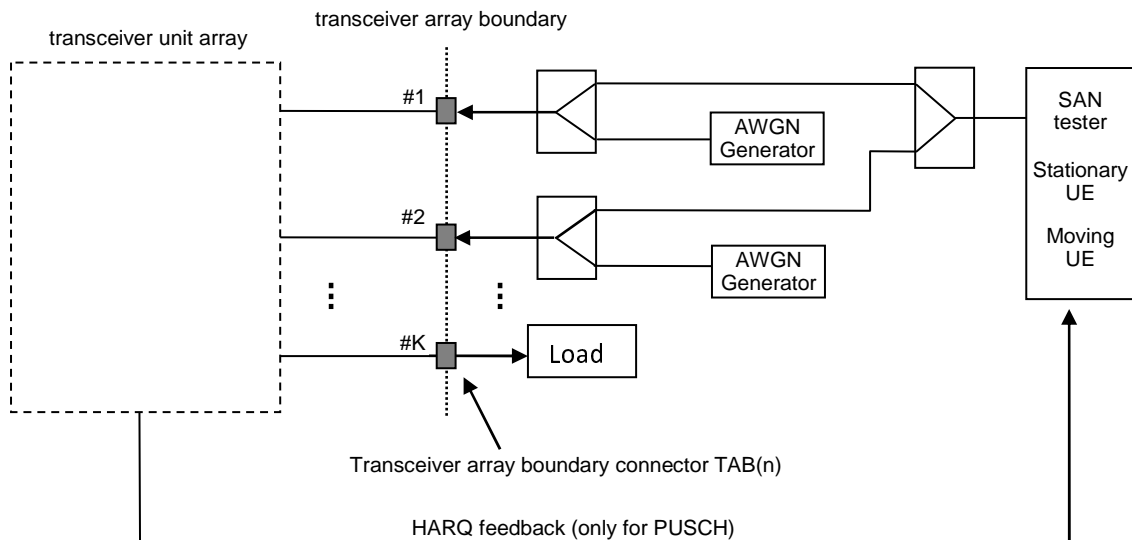 transceiver array boundary
transceiver unit array
#1
AWGN
Generator
SAN
tester
Stationary
UE
Moving
UE
#2
AWGN
Generator
#K
Load
Transceiver array boundary connector TAB(n)
HARQ feedback (only for PUSCH)